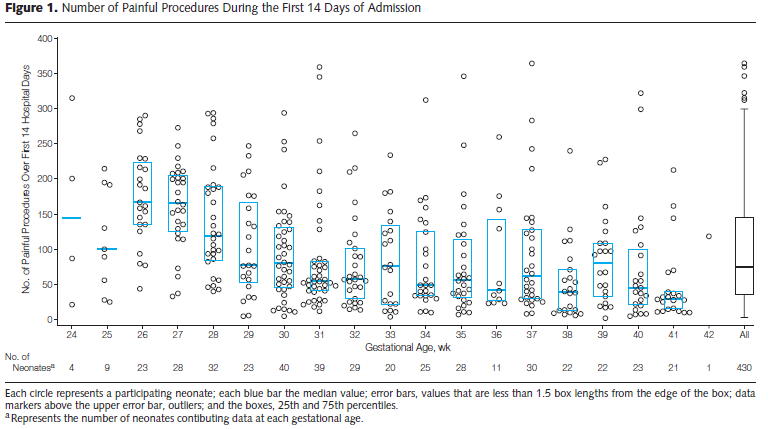 Figure 1. Number of Painful Procedures During the First 14 Days of Admission
400
350
300
250
200
150
100
50
0
No. of Painful Procedures Over First 14 Hospital Days
24 25 26 27 28 29 30 31 32 33 34 35 36 37 38 39 40 41 42 All
Gestational Age, wk
No. of
Neonatesa 4 9 23 28 32 23 40 39 29 20 25 28 11 30 22 22 23 21 1 430
Each circle represents a participating neonate; each blue bar the median value; error bars, values that are less than 1.5 box lengths from the edge of the box; data
markers above the upper error bar, outliers; and the boxes, 25th and 75th percentiles.
a Represents the number of neonates contibuting data at each gestational age.